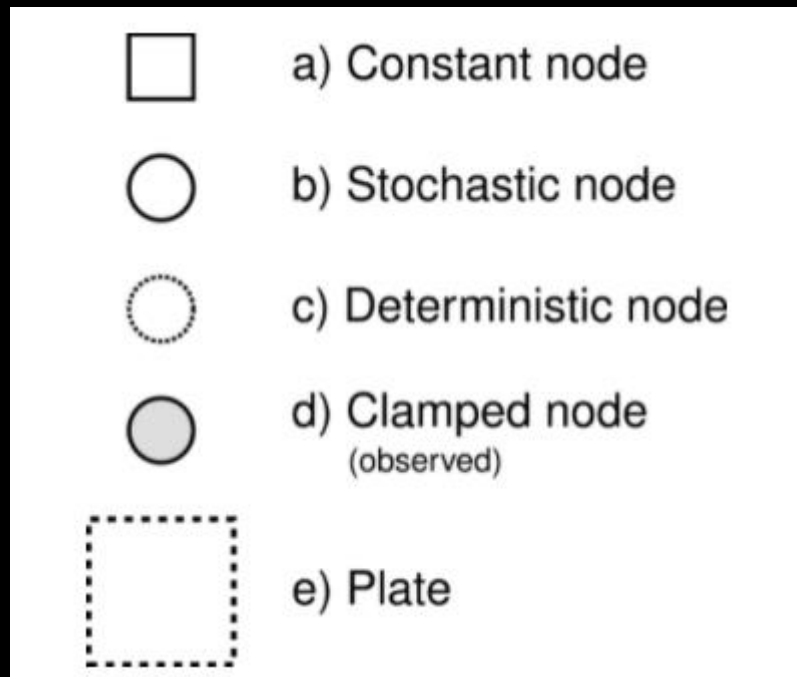 a) Constant node
b) Stochastic node
c) Deterministic node
d) Clamped node
(observed)
e) Plate